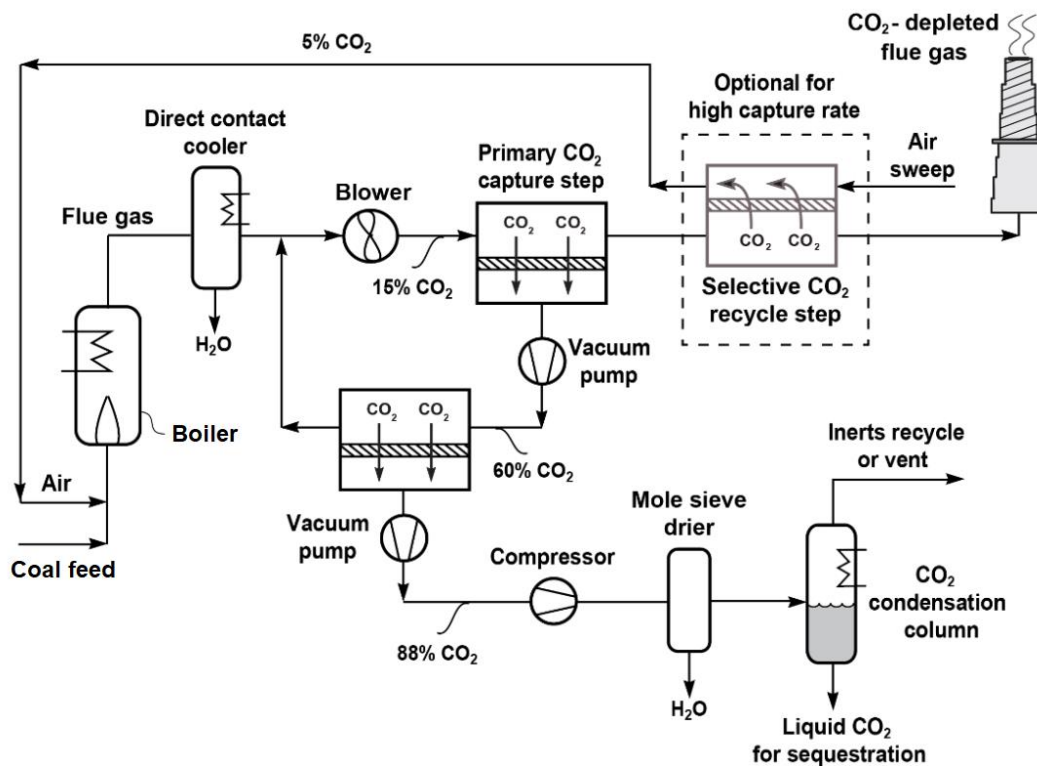 5% CO₂
CO₂- depleted
flue gas
Optional for
high capture rate
Direct contact
cooler
Primary CO₂
capture step
Air
sweep
Blower
Flue gas
CO₂ CO₂
CO₂ CO₂
15% CO₂
Selective CO₂
recycle step
H₂O
Vacuum
pump
CO₂ CO₂
Boiler
60% CO₂
Inerts recycle
or vent
Air
Vacuum
pump
Mole sieve
drier
Coal feed
Compressor
CO₂
condensation
column
88% CO₂
H₂O
Liquid CO₂
for sequestration